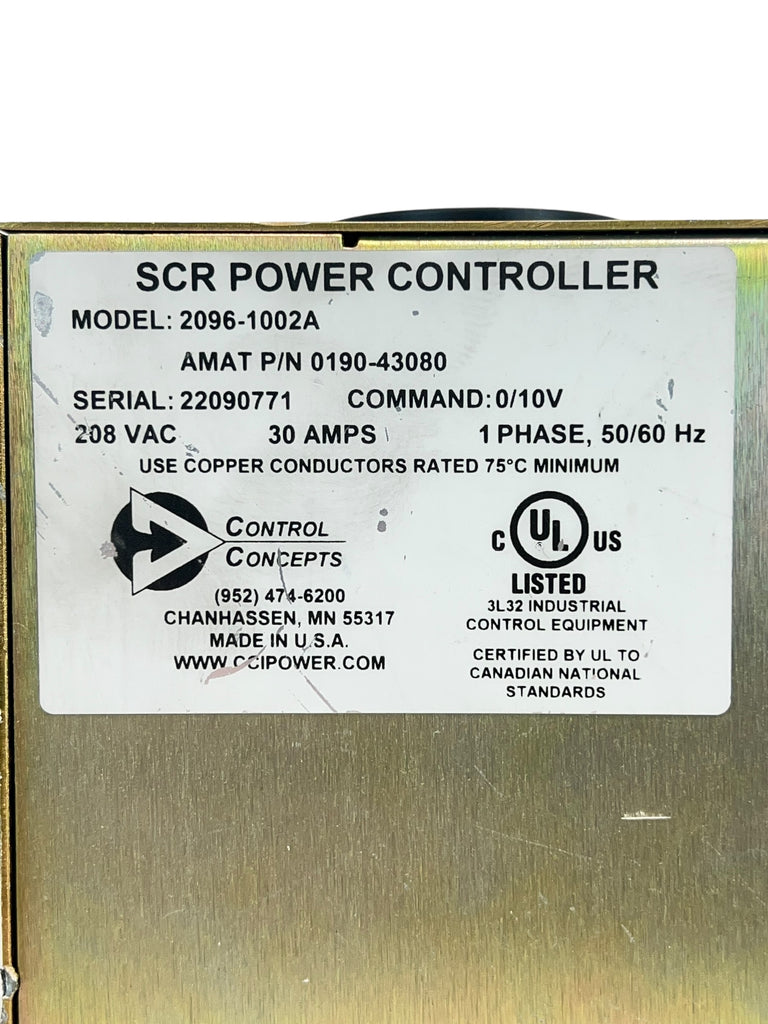 SCR POWER CONTROLLER
MODEL: 2096-1002A
AMAT P/N 0190-43080
SERIAL: 22090771 COMMAND: 0/10V
208 VAC 30 AMPS 1 PHASE, 50/60 Hz
USE COPPER CONDUCTORS RATED 75°C MINIMUM
CONTROL
CONCEPTS
(952) 474-6200
CHANHASSEN, MN 55317
MADE IN U.S.A.
WWW.CCIPOWER.COM
C UL US
LISTED
3L32 INDUSTRIAL
CONTROL EQUIPMENT
CERTIFIED BY UL TO
CANADIAN NATIONAL
STANDARDS